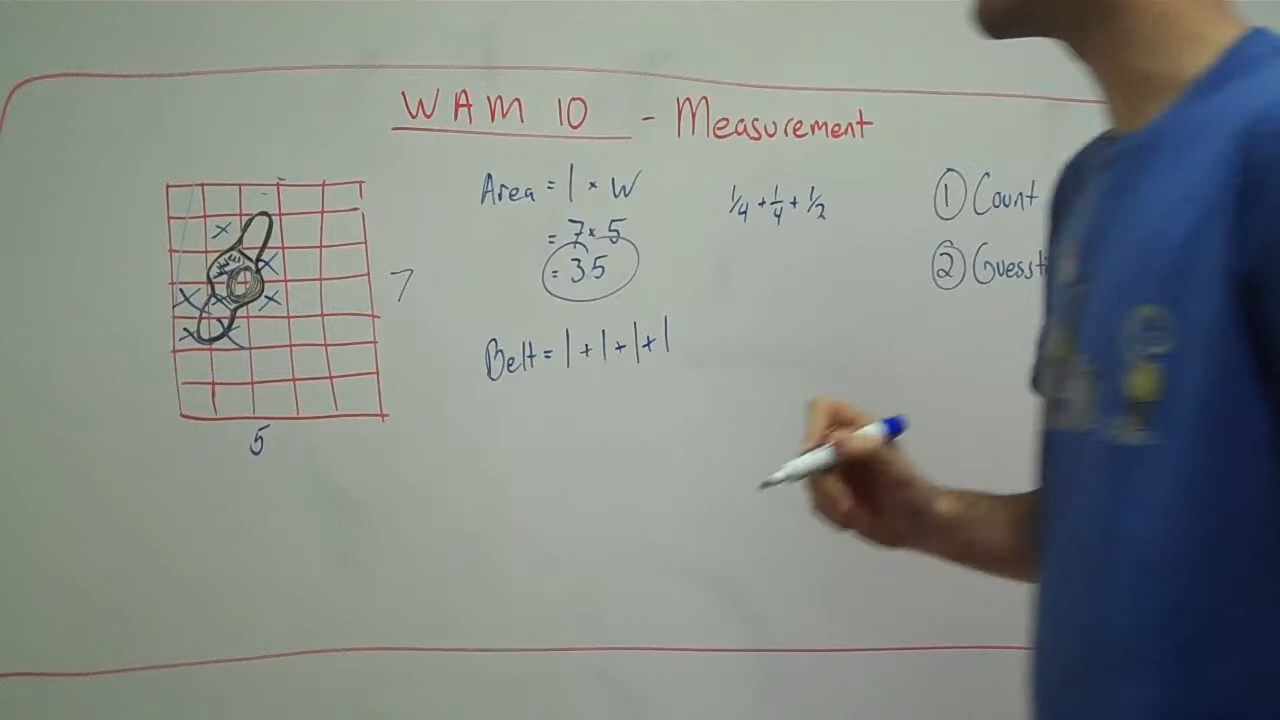 WAM 10 - Measurement
Area = l × W
= 7 × 5
= 35
Belt = 1 + 1 + 1 + 1
1/4 + 1/4 + 1/2
① Count
②
7
5